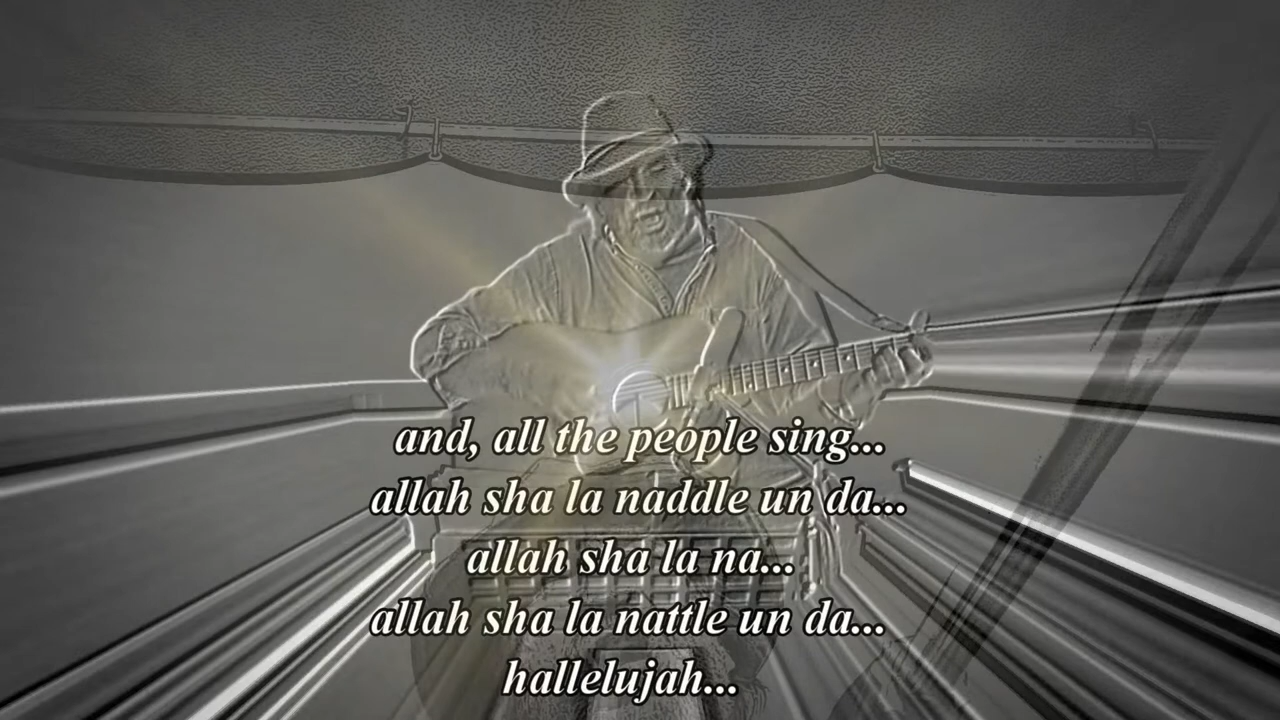 and, all the people sing...
allah sha la naddle un da...
allah sha la na...
allah sha la nattle un da...
hallelujah...